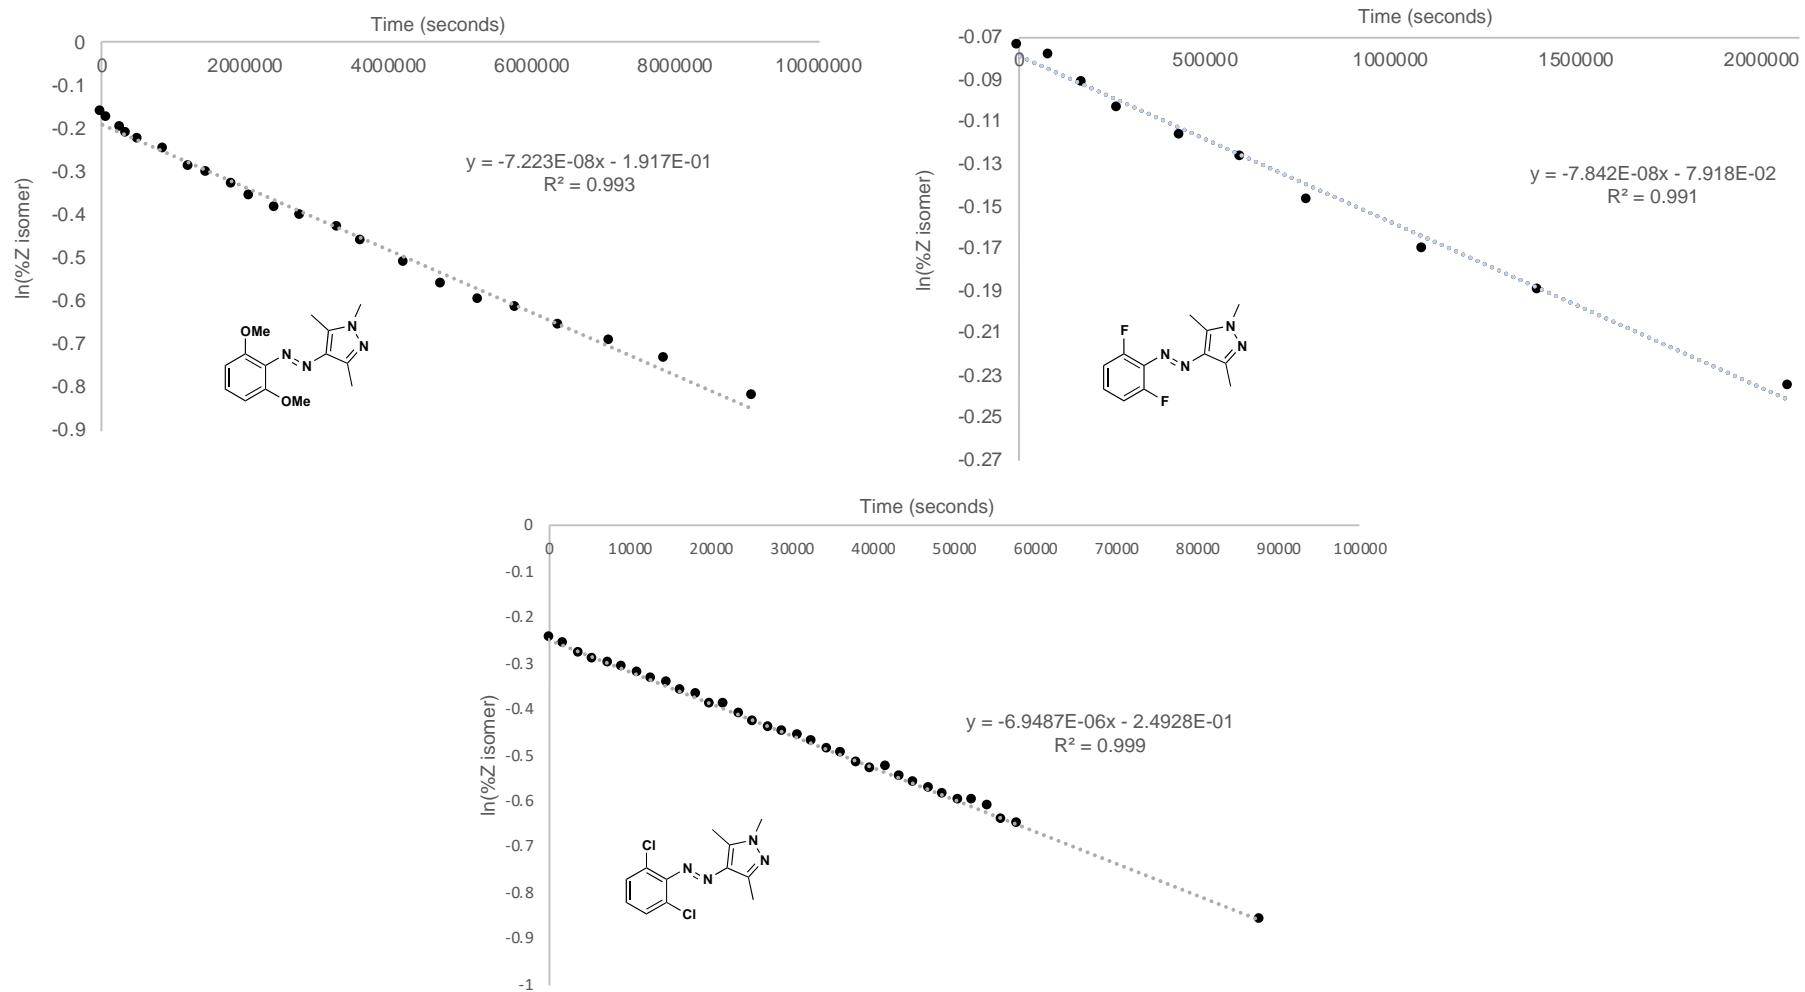 Time (seconds)
0
0 2000000 4000000 6000000 8000000 10000000
-0.1
-0.2
-0.3
-0.4
-0.5
-0.6
-0.7
-0.8
-0.9
ln(%Z isomer)
y = -7.223E-08x - 1.917E-01
R² = 0.993
OMe
N
N
N
N
OMe
Time (seconds)
-0.07
0 500000 1000000 1500000 2000000
-0.09
-0.11
-0.13
-0.15
-0.17
-0.19
-0.21
-0.23
-0.25
-0.27
ln(%Z isomer)
y = -7.842E-08x - 7.918E-02
R² = 0.991
F
N
N
N
N
F
Time (seconds)
0
0 10000 20000 30000 40000 50000 60000 70000 80000 90000 100000
-0.1
-0.2
-0.3
-0.4
-0.5
-0.6
-0.7
-0.8
-0.9
-1
ln(%Z isomer)
y = -6.9487E-06x - 2.4928E-01
R² = 0.999
Cl
N
N
N
N
Cl